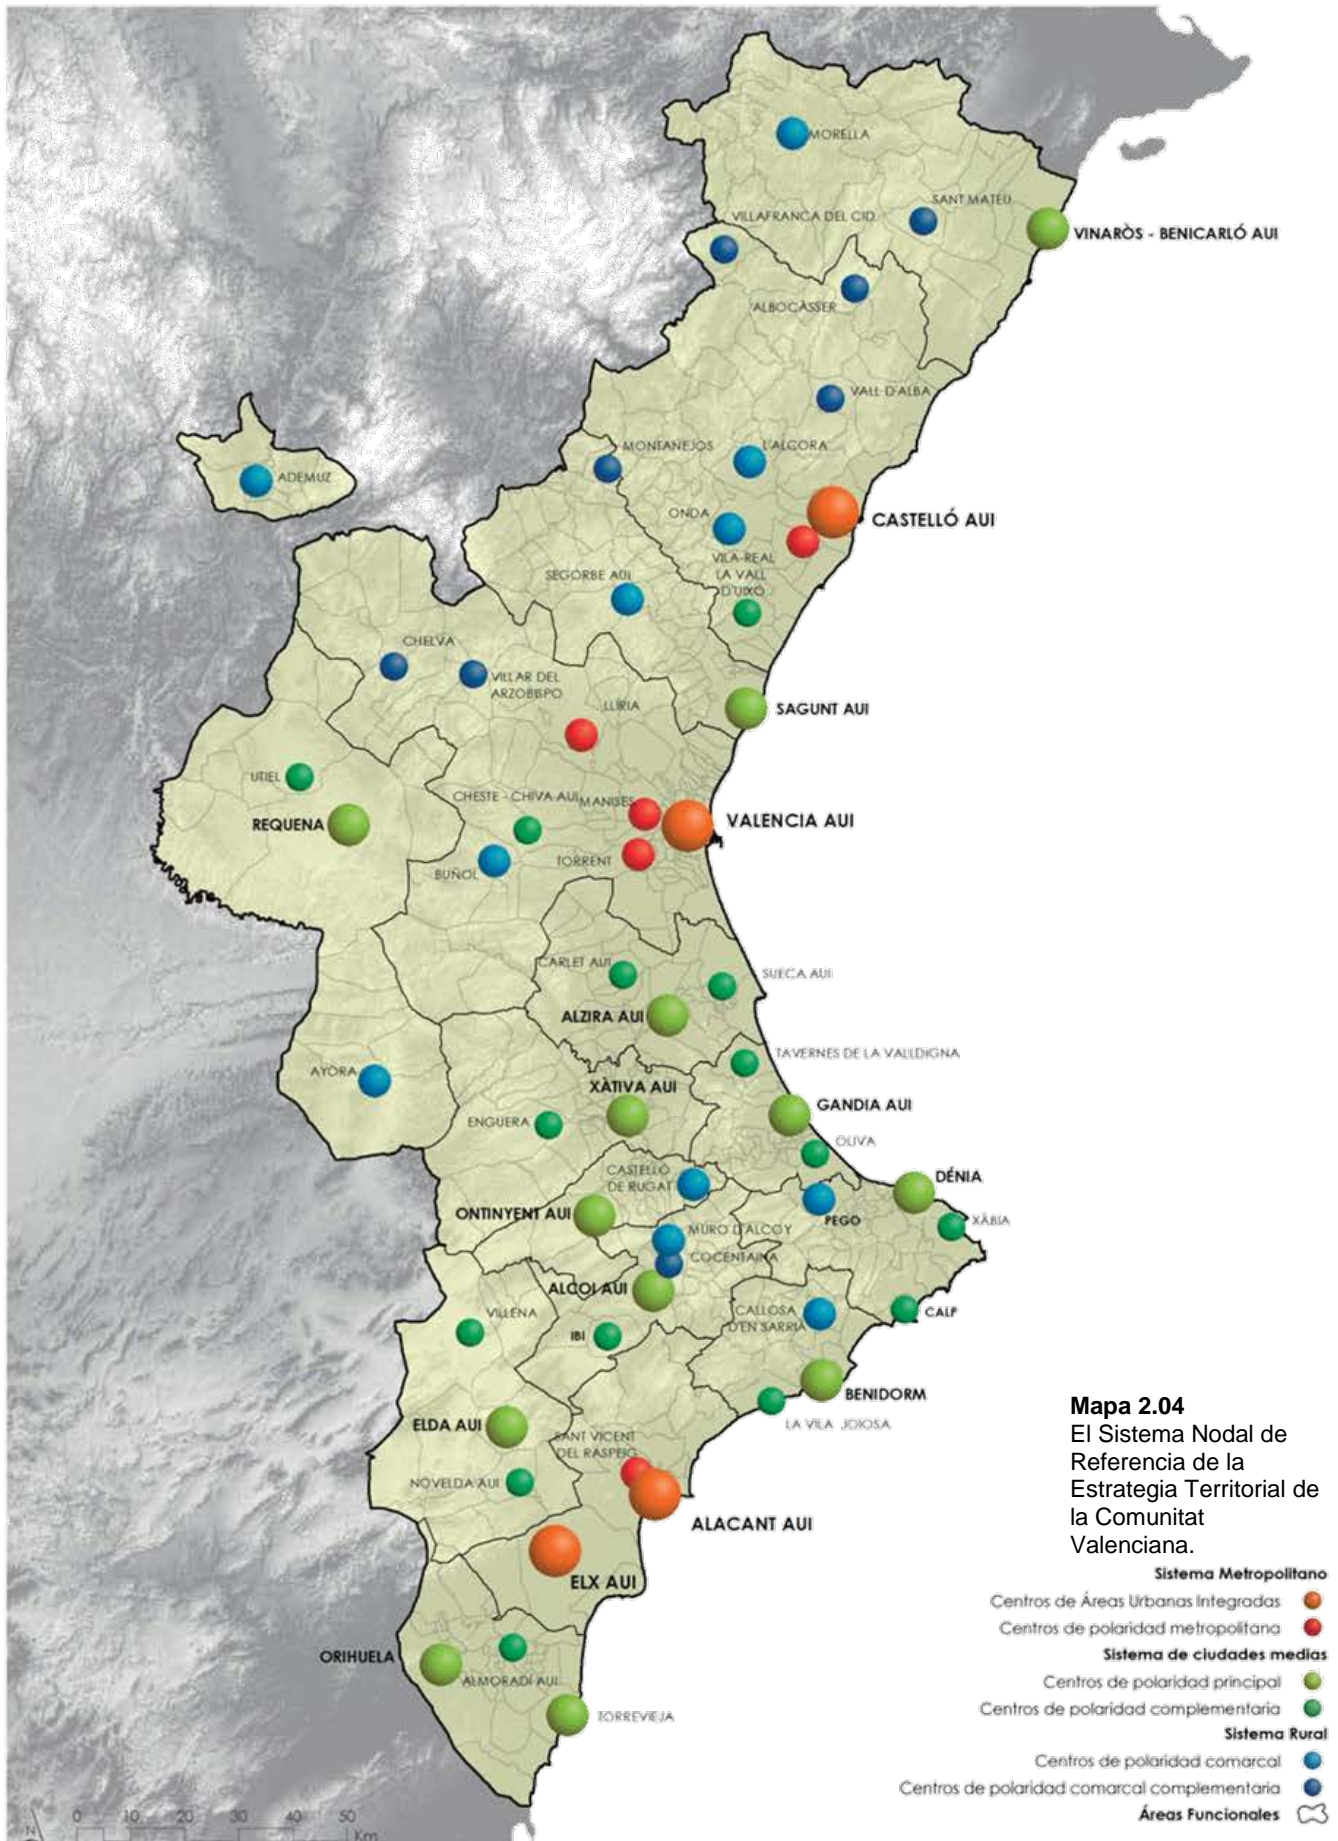 MORELLA
SANT MATEU
VILLAFRANCA DEL CID
VINARÒS - BENICARLÓ AUI
ALBOCÀSSER
VALL D'ALBA
MONTANEJOS
L'ALCORA
ADEMUZ
ONDA
CASTELLÓ AUI
VILA-REAL
LA VALL
D'UIXÓ
SEGORBE AUI
CHELVA
VILLAR DEL
ARZOBISPO
LLÍRIA
SAGUNT AUI
UTIEL
CHESTE - CHIVA AUI
MANISES
REQUENA
VALENCIA AUI
TORRENT
BUÑOL
CARLET AUI
SUECA AUI
ALZIRA AUI
TAVERNES DE LA VALLDIGNA
AYORA
XÀTIVA AUI
GANDIA AUI
ENGUERA
OLIVA
CASTELLÓ
DE RUGAT
DÉNIA
ONTINYENT AUI
PEGO
XÀBIA
MURO D'ALCOY
COCENTAINA
ALCOI AUI
VILLENA
CALLOSA
D'EN SARRIÀ
CALP
IBI
BENIDORM
LA VILA JOIOSA
ELDA AUI
SANT VICENT
DEL RASPEIG
NOVELDA AUI
ALACANT AUI
ELX AUI
ORIHUELA
ALMORADÍ AUI
TORREVIEJA
Mapa 2.04
El Sistema Nodal de
Referencia de la
Estrategia Territorial de
la Comunitat
Valenciana.
Sistema Metropolitano
Centros de Áreas Urbanas Integradas
Centros de polaridad metropolitana
Sistema de ciudades medias
Centros de polaridad principal
Centros de polaridad complementaria
Sistema Rural
Centros de polaridad comarcal
Centros de polaridad comarcal complementaria
Áreas Funcionales
N
0 10 20 30 40 50
Km